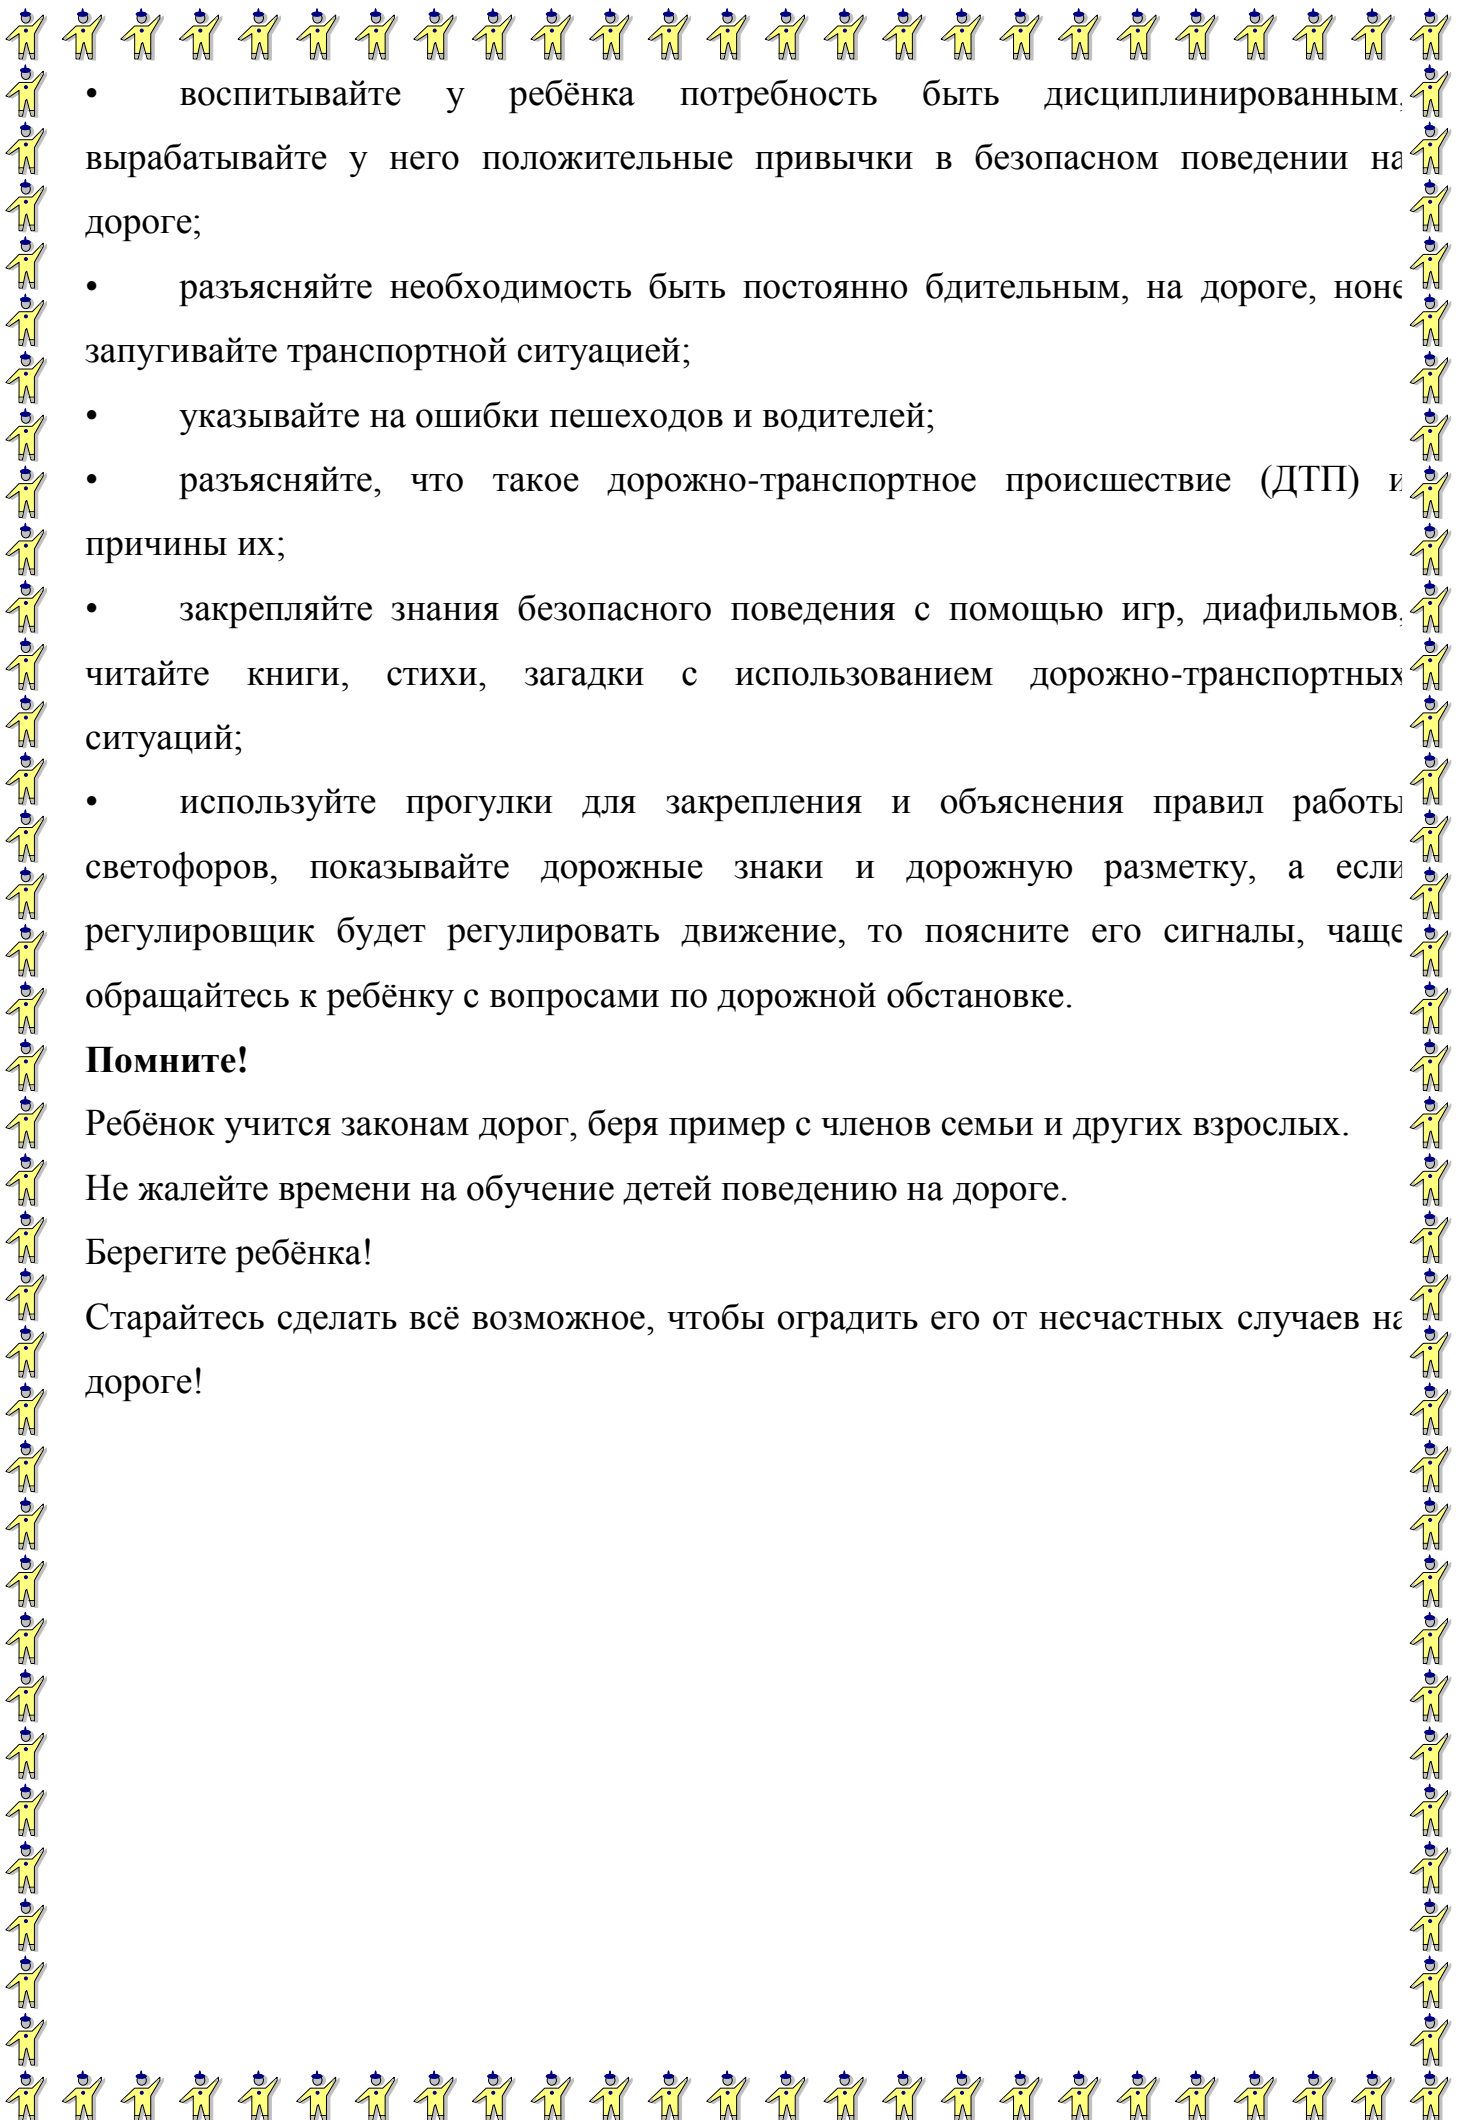 • воспитывайте у ребёнка потребность быть дисциплинированным,
вырабатывайте у него положительные привычки в безопасном поведении на
дороге;
• разъясняйте необходимость быть постоянно бдительным, на дороге, ноне
запугивайте транспортной ситуацией;
• указывайте на ошибки пешеходов и водителей;
• разъясняйте, что такое дорожно-транспортное происшествие (ДТП) и
причины их;
• закрепляйте знания безопасного поведения с помощью игр, диафильмов,
читайте книги, стихи, загадки с использованием дорожно-транспортных
ситуаций;
• используйте прогулки для закрепления и объяснения правил работы
светофоров, показывайте дорожные знаки и дорожную разметку, а если
регулировщик будет регулировать движение, то поясните его сигналы, чаще
обращайтесь к ребёнку с вопросами по дорожной обстановке.
Помните!
Ребёнок учится законам дорог, беря пример с членов семьи и других взрослых.
Не жалейте времени на обучение детей поведению на дороге.
Берегите ребёнка!
Старайтесь сделать всё возможное, чтобы оградить его от несчастных случаев на
дороге!